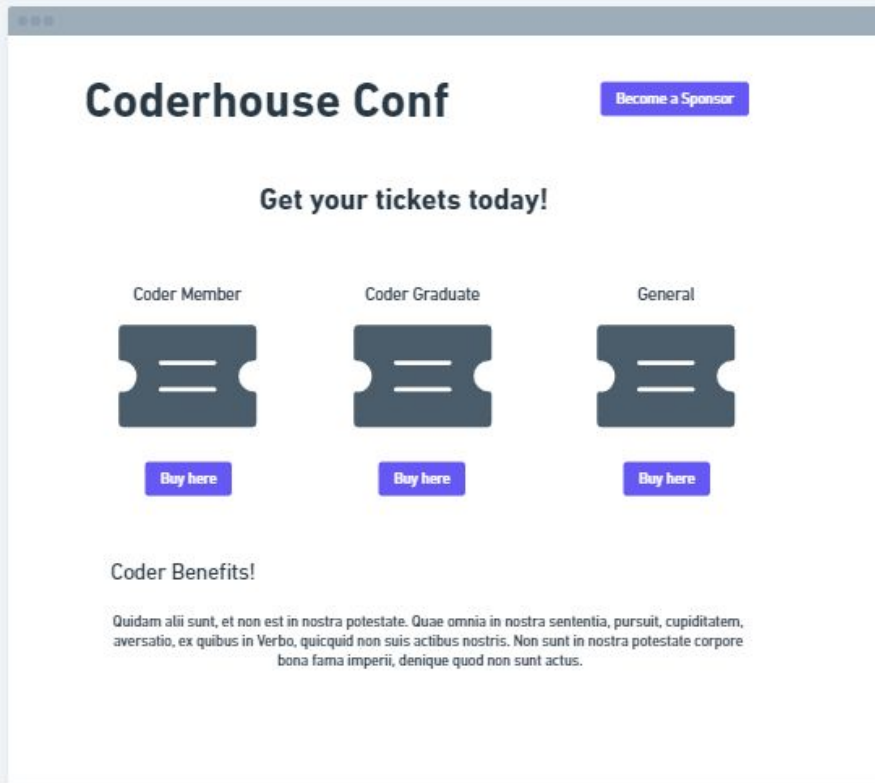 Coderhouse Conf
Become a Sponsor
Get your tickets today!
Coder Member
Coder Graduate
General
Buy here
Buy here
Buy here
Coder Benefits!
Quidam alii sunt, et non est in nostra potestate. Quae omnia in nostra sententia, pursuit, cupiditatem,
aversatio, ex quibus in Verbo, quicquid non suis actibus nostris. Non sunt in nostra potestate corpore
bona fama imperii, denique quod non sunt actus.